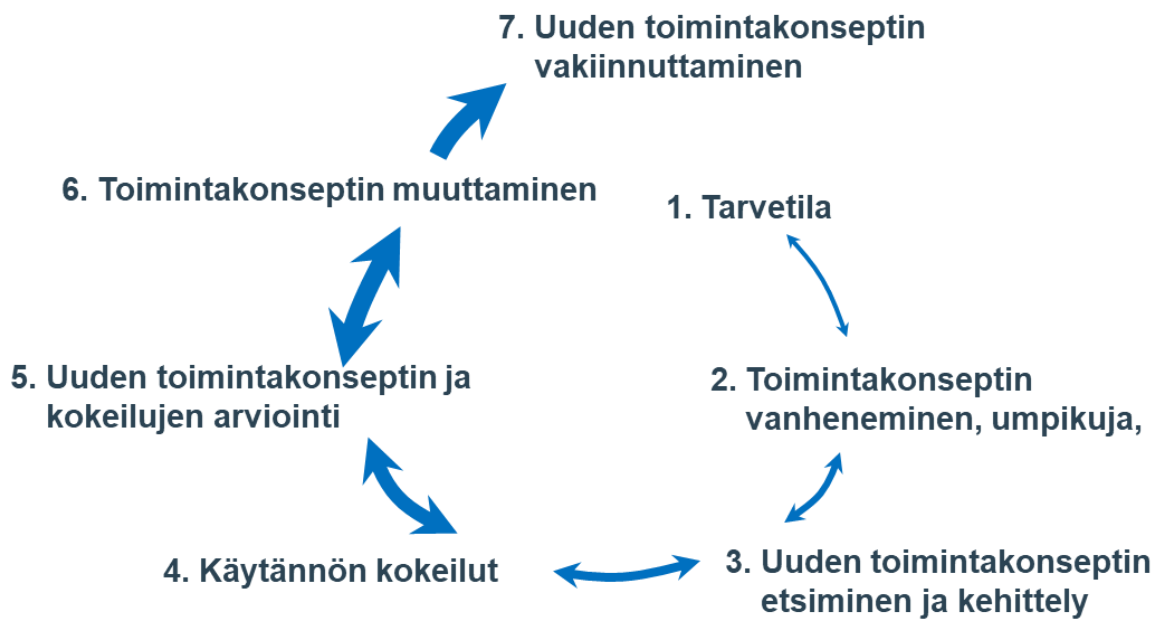 7. Uuden toimintakonseptin
vakiinnuttaminen
6. Toimintakonseptin muuttaminen
1. Tarvetila
5. Uuden toimintakonseptin ja
kokeilujen arviointi
2. Toimintakonseptin
vanheneminen, umpikuja,
4. Käytännön kokeilut
3. Uuden toimintakonseptin
etsiminen ja kehittely